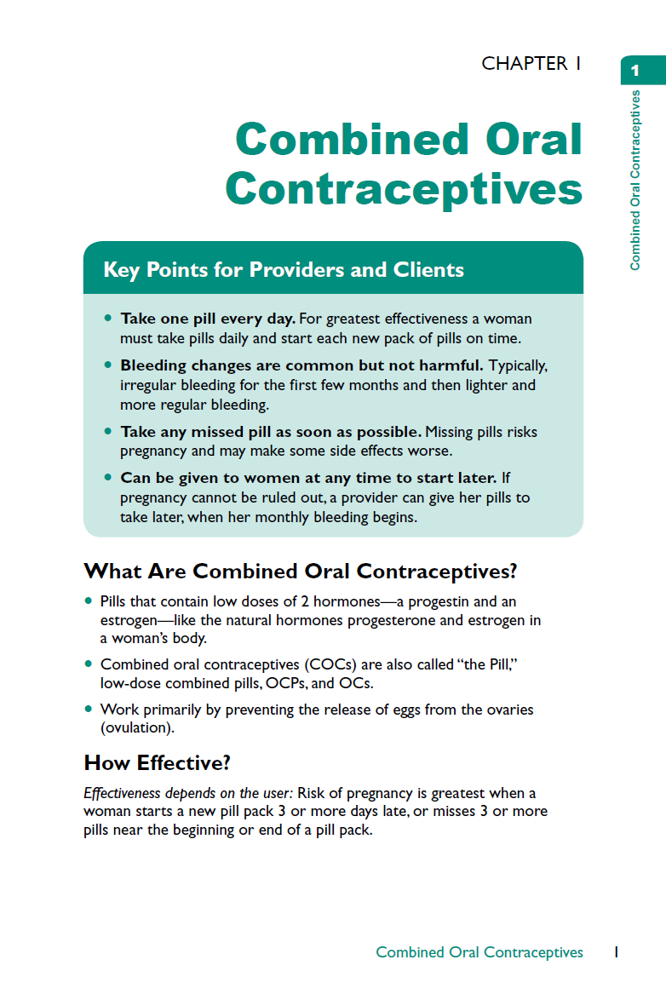 CHAPTER 1
1
Combined Oral Contraceptives
Combined Oral
Contraceptives
Key Points for Providers and Clients
• Take one pill every day. For greatest effectiveness a woman
must take pills daily and start each new pack of pills on time.
• Bleeding changes are common but not harmful. Typically,
irregular bleeding for the first few months and then lighter and
more regular bleeding.
• Take any missed pill as soon as possible. Missing pills risks
pregnancy and may make some side effects worse.
• Can be given to women at any time to start later. If
pregnancy cannot be ruled out, a provider can give her pills to
take later, when her monthly bleeding begins.
What Are Combined Oral Contraceptives?
• Pills that contain low doses of 2 hormones—a progestin and an
estrogen—like the natural hormones progesterone and estrogen in
a woman’s body.
• Combined oral contraceptives (COCs) are also called “the Pill,”
low-dose combined pills, OCPs, and OCs.
• Work primarily by preventing the release of eggs from the ovaries
(ovulation).
How Effective?
Effectiveness depends on the user: Risk of pregnancy is greatest when a
woman starts a new pill pack 3 or more days late, or misses 3 or more
pills near the beginning or end of a pill pack.
Combined Oral Contraceptives 1